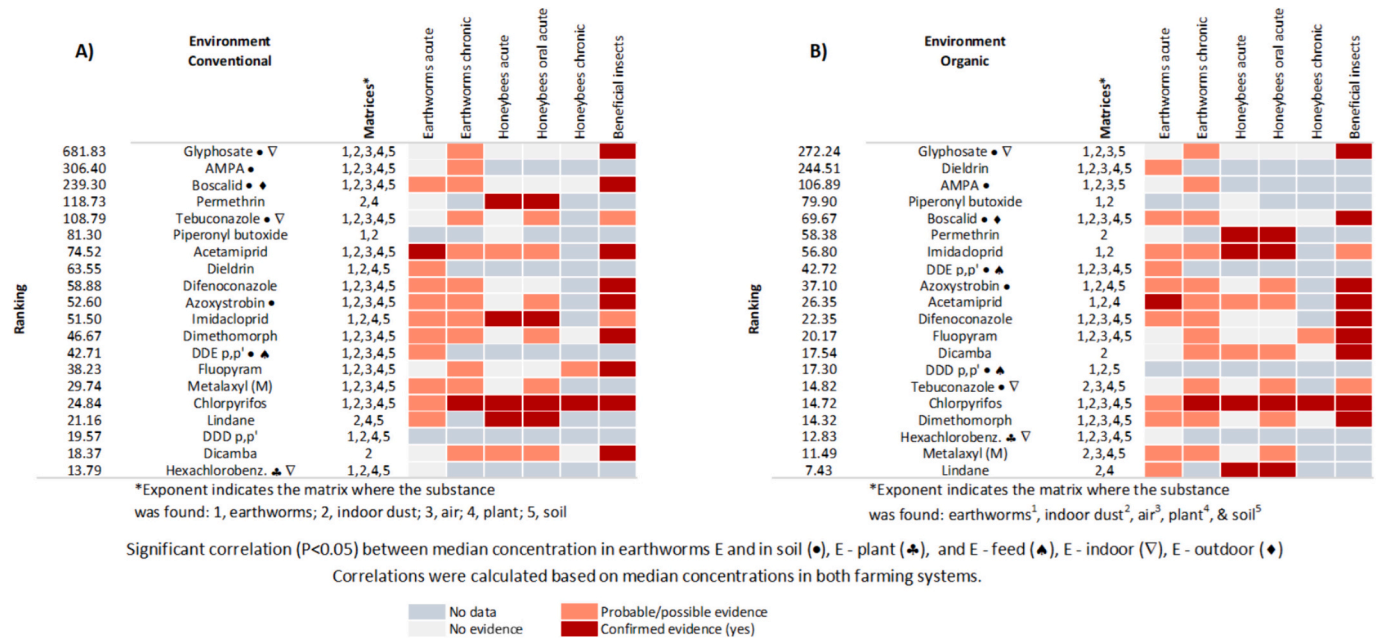 A)
Environment
Conventional
Matrices*
Earthworms acute
Earthworms chronic
Honeybees acute
Honeybees oral acute
Honeybees chronic
Beneficial insects
Ranking
681.83 Glyphosate ● ▽ 1,2,3,4,5
306.40 AMPA ● 1,2,3,4,5
239.30 Boscalid ● ♦ 1,2,3,4,5
118.73 Permethrin 2,4
108.79 Tebuconazole ● ▽ 1,2,3,4,5
81.30 Piperonyl butoxide 1,2
74.52 Acetamiprid 1,2,3,4,5
63.55 Dieldrin 1,2,4,5
58.88 Difenoconazole 1,2,3,4,5
52.60 Azoxystrobin ● 1,2,3,4,5
51.50 Imidacloprid 1,2,4,5
46.67 Dimethomorph 1,2,3,4,5
42.71 DDE p,p' ● ♠ 1,2,3,4,5
38.23 Fluopyram 1,2,3,4,5
29.74 Metalaxyl (M) 1,2,3,4,5
24.84 Chlorpyrifos 1,2,3,4,5
21.16 Lindane 2,4,5
19.57 DDD p,p' 1,2,4,5
18.37 Dicamba 2
13.79 Hexachlorobenz. ♣ ▽ 1,2,4,5
*Exponent indicates the matrix where the substance
was found: 1, earthworms; 2, indoor dust; 3, air; 4, plant; 5, soil
B)
Environment
Organic
Matrices*
Earthworms acute
Earthworms chronic
Honeybees acute
Honeybees oral acute
Honeybees chronic
Beneficial insects
Ranking
272.24 Glyphosate ● ▽ 1,2,3,5
244.51 Dieldrin 1,2,3,4,5
106.89 AMPA ● 1,2,3,5
79.90 Piperonyl butoxide 1,2
69.67 Boscalid ● ♦ 1,2,3,4,5
58.38 Permethrin 2
56.80 Imidacloprid 1,2
42.72 DDE p,p' ● ♠ 1,2,3,4,5
37.10 Azoxystrobin ● 1,2,4,5
26.35 Acetamiprid 1,2,4
22.35 Difenoconazole 1,2,3,4,5
20.17 Fluopyram 1,2,3,4,5
17.54 Dicamba 2
17.30 DDD p,p' ● ♠ 1,2,5
14.82 Tebuconazole ● ▽ 2,3,4,5
14.72 Chlorpyrifos 1,2,3,4,5
14.32 Dimethomorph 1,2,3,4,5
12.83 Hexachlorobenz. ♣ ▽ 1,2,3,4,5
11.49 Metalaxyl (M) 2,3,4,5
7.43 Lindane 2,4
*Exponent indicates the matrix where the substance
was found: earthworms¹, indoor dust², air³, plant⁴, & soil⁵
Significant correlation (P<0.05) between median concentration in earthworms E and in soil (●), E - plant (♣), and E - feed (♠), E - indoor (▽), E - outdoor (♦)
Correlations were calculated based on median concentrations in both farming systems.
No data
Probable/possible evidence
No evidence
Confirmed evidence (yes)